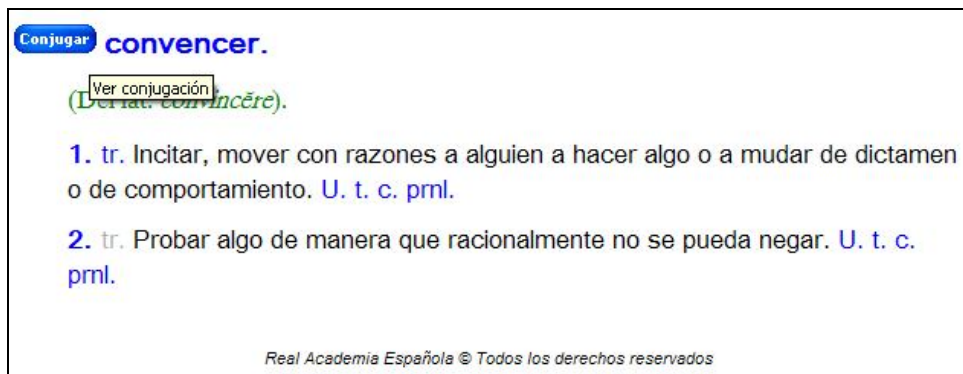 Conjugar convencer.
Ver conjugación
convincĕre).
1. tr. Incitar, mover con razones a alguien a hacer algo o a mudar de dictamen
o de comportamiento. U. t. c. prnl.
2. tr. Probar algo de manera que racionalmente no se pueda negar. U. t. c.
prnl.
Real Academia Española © Todos los derechos reservados